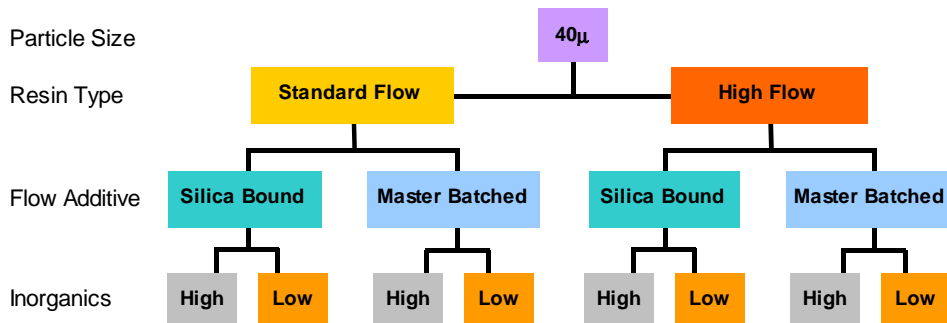 Particle Size
40μ
Resin Type
Standard Flow
High Flow
Flow Additive
Silica Bound
Master Batched
Silica Bound
Master Batched
Inorganics
High
Low
High
Low
High
Low
High
Low